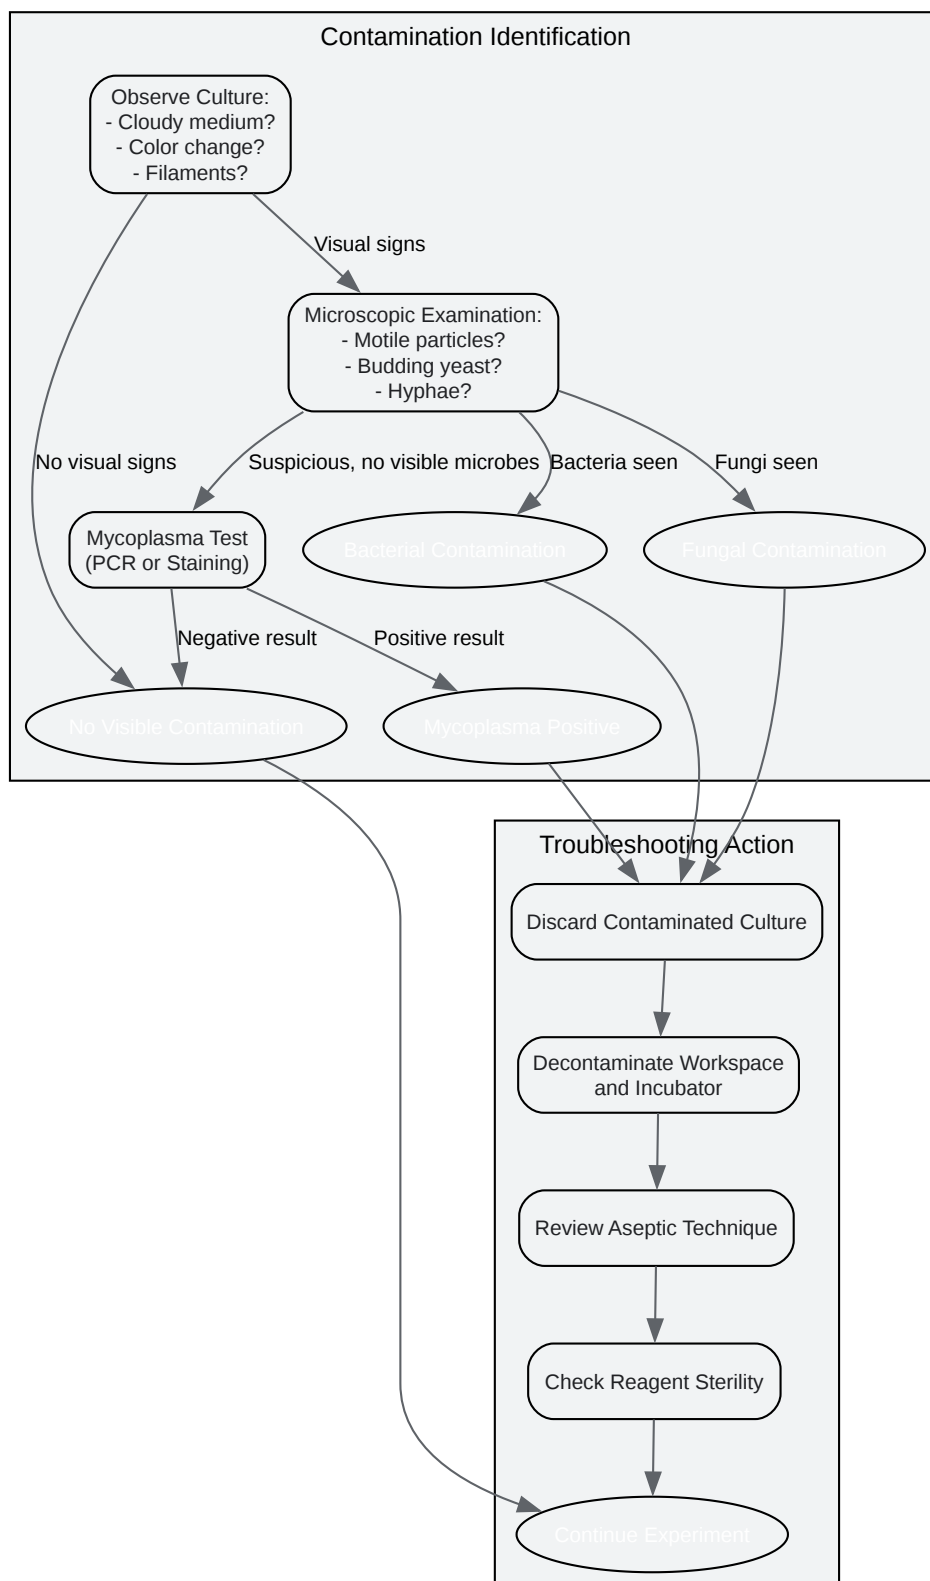 Contamination Identification
Observe Culture:
- Cloudy medium?
- Color change?
- Filaments?
Visual signs
Microscopic Examination:
- Motile particles?
- Budding yeast?
- Hyphae?
No visual signs
Suspicious, no visible microbes
Bacteria seen
Fungi seen
Mycoplasma Test
(PCR or Staining)
Bacterial Contamination
Fungal Contamination
Negative result
Positive result
No Visible Contamination
Mycoplasma Positive
Troubleshooting Action
Discard Contaminated Culture
Decontaminate Workspace
and Incubator
Review Aseptic Technique
Check Reagent Sterility
Continue Experiment